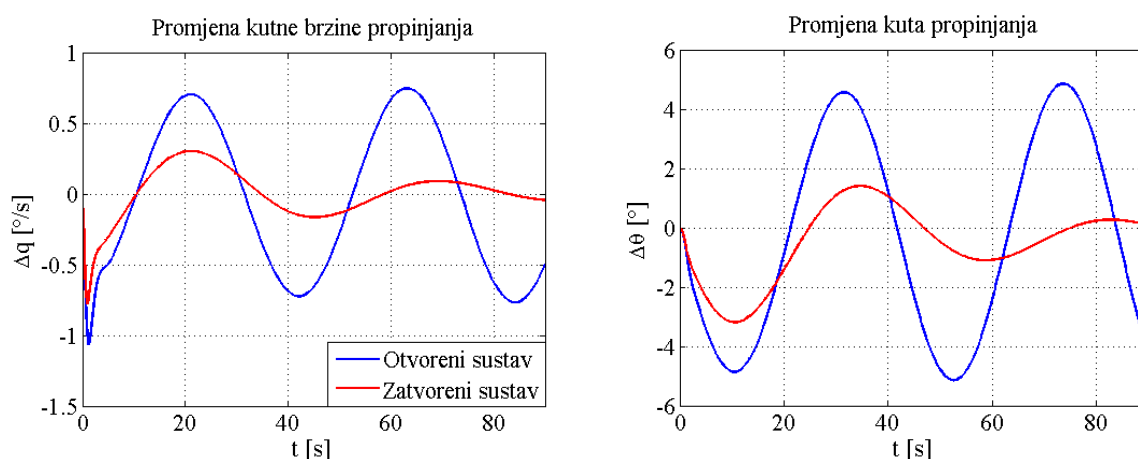 Promjena kutne brzine propinjanja
1
0.5
0
-0.5
-1
-1.5
Δq [°/s]
0
20
40
60
80
t [s]
Otvoreni sustav
Zatvoreni sustav
Promjena kuta propinjanja
6
4
2
0
-2
-4
-6
Δθ [°]
0
20
40
60
80
t [s]